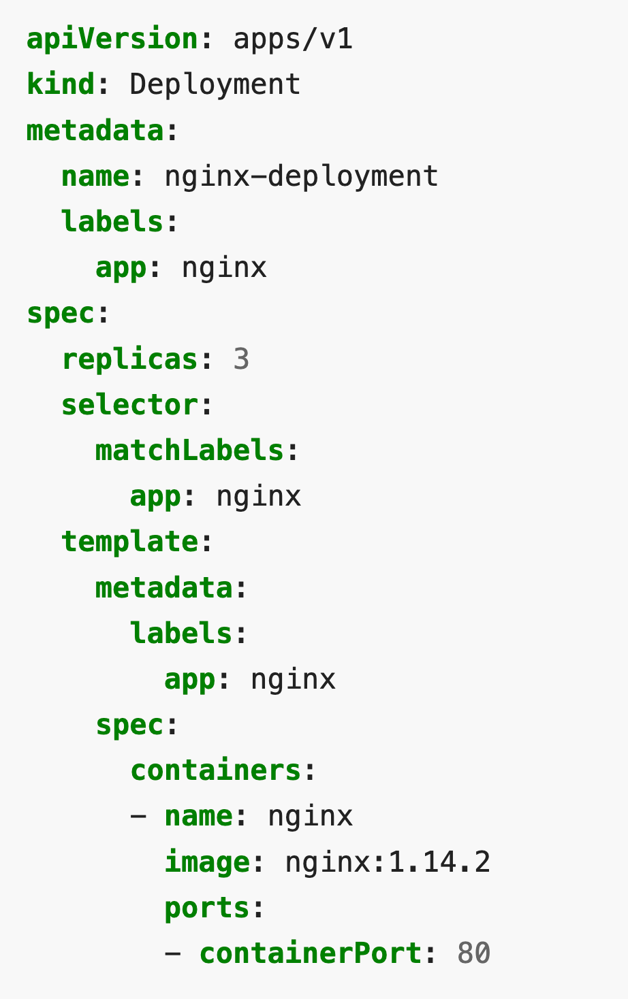 apiVersion: apps/v1
kind: Deployment
metadata:
  name: nginx-deployment
  labels:
    app: nginx
spec:
  replicas: 3
  selector:
    matchLabels:
      app: nginx
  template:
    metadata:
      labels:
        app: nginx
    spec:
      containers:
      - name: nginx
        image: nginx:1.14.2
        ports:
        - containerPort: 80